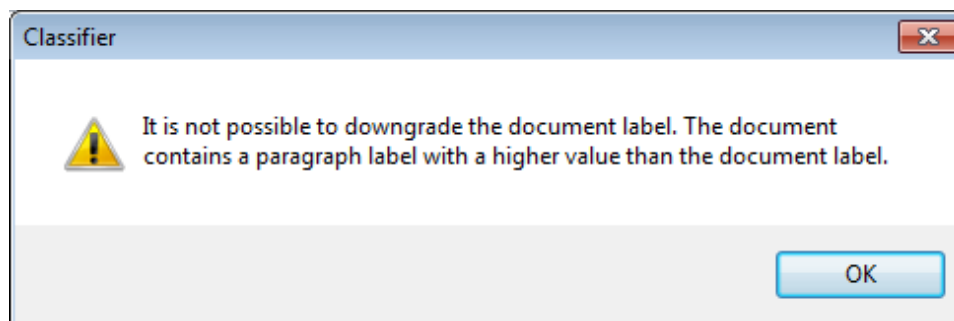 Classifier
It is not possible to downgrade the document label. The document
contains a paragraph label with a higher value than the document label.
OK